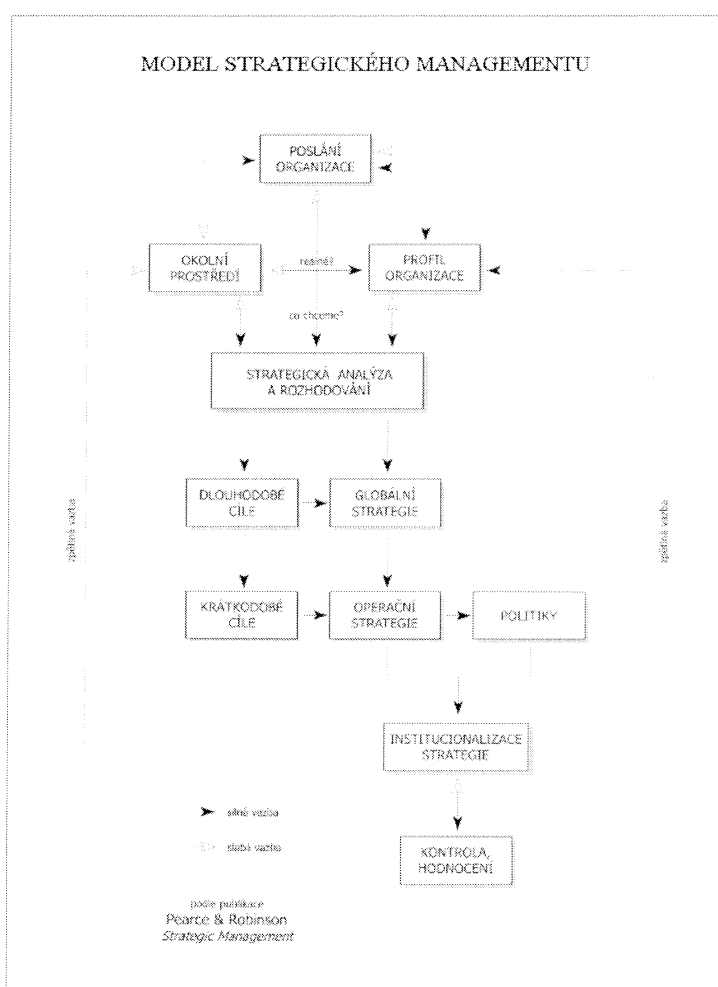 MODEL STRATEGICKÉHO MANAGEMENTU
POSLÁNÍ
ORGANIZACE
OKOLNÍ
PROSTŘEDÍ
reálné?
PROFIL
ORGANIZACE
co chceme?
STRATEGICKÁ ANALÝZA
A ROZHODOVÁNÍ
DLOUHODOBÉ
CÍLE
GLOBÁLNÍ
STRATEGIE
zpětná vazba
zpětná vazba
KRÁTKODOBÉ
CÍLE
OPERAČNÍ
STRATEGIE
POLITIKY
INSTITUCIONALIZACE
STRATEGIE
silná vazba
slabá vazba
KONTROLA,
HODNOCENÍ
podle publikace
Pearce & Robinson
Strategic Management